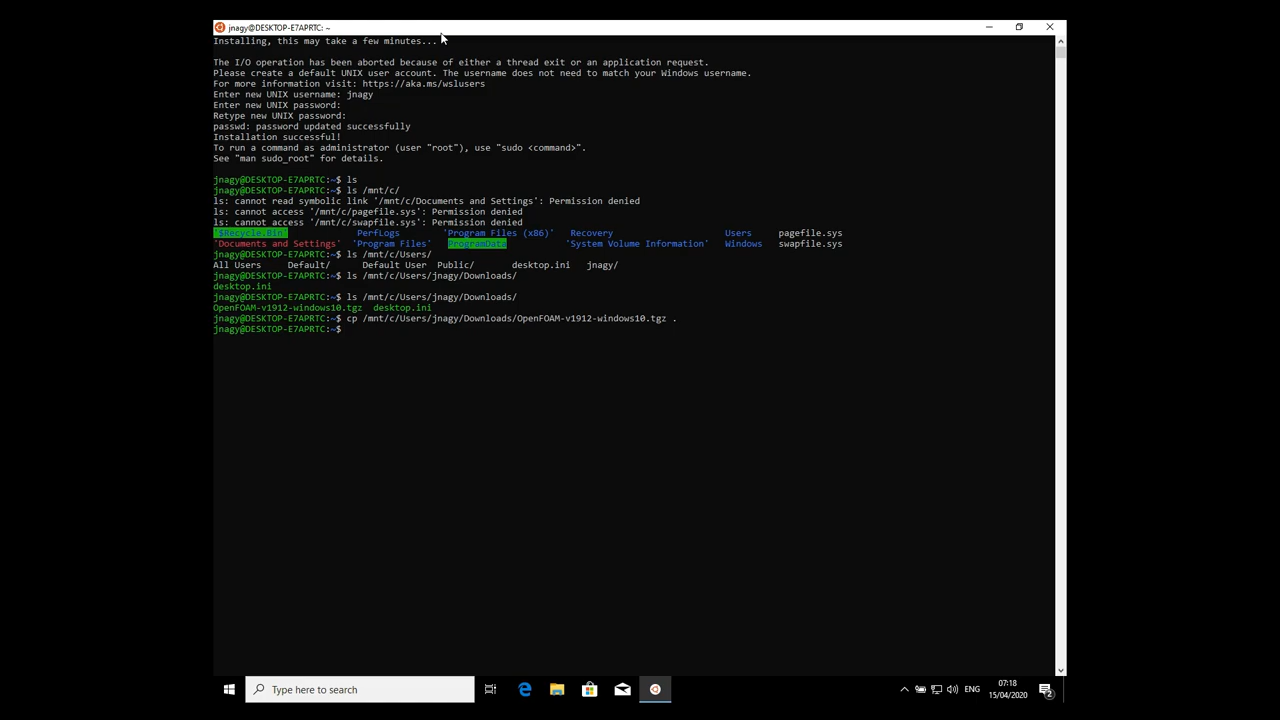 jnagy@DESKTOP-E7APRTC: ~
Installing, this may take a few minutes...
The I/O operation has been aborted because of either a thread exit or an application request.
Please create a default UNIX user account. The username does not need to match your Windows username.
For more information visit: https://aka.ms/wslusers
Enter new UNIX username: jnagy
Enter new UNIX password:
Retype new UNIX password:
passwd: password updated successfully
Installation successful!
To run a command as administrator (user "root"), use "sudo <command>".
See "man sudo_root" for details.
jnagy@DESKTOP-E7APRTC:~$ ls
jnagy@DESKTOP-E7APRTC:~$ ls /mnt/c/
ls: cannot read symbolic link '/mnt/c/Documents and Settings': Permission denied
ls: cannot access '/mnt/c/pagefile.sys': Permission denied
ls: cannot access '/mnt/c/swapfile.sys': Permission denied
'$Recycle.Bin' PerfLogs 'Program Files (x86)' Recovery Users pagefile.sys
'Documents and Settings' 'Program Files' ProgramData 'System Volume Information' Windows swapfile.sys
jnagy@DESKTOP-E7APRTC:~$ ls /mnt/c/Users/
All Users Default/ Default User Public/ desktop.ini jnagy/
jnagy@DESKTOP-E7APRTC:~$ ls /mnt/c/Users/jnagy/Downloads/
desktop.ini
jnagy@DESKTOP-E7APRTC:~$ ls /mnt/c/Users/jnagy/Downloads/
OpenFOAM-v1912-windows10.tgz desktop.ini
jnagy@DESKTOP-E7APRTC:~$ cp /mnt/c/Users/jnagy/Downloads/OpenFOAM-v1912-windows10.tgz .
jnagy@DESKTOP-E7APRTC:~$
Type here to search
ENG
07:18
15/04/2020
2